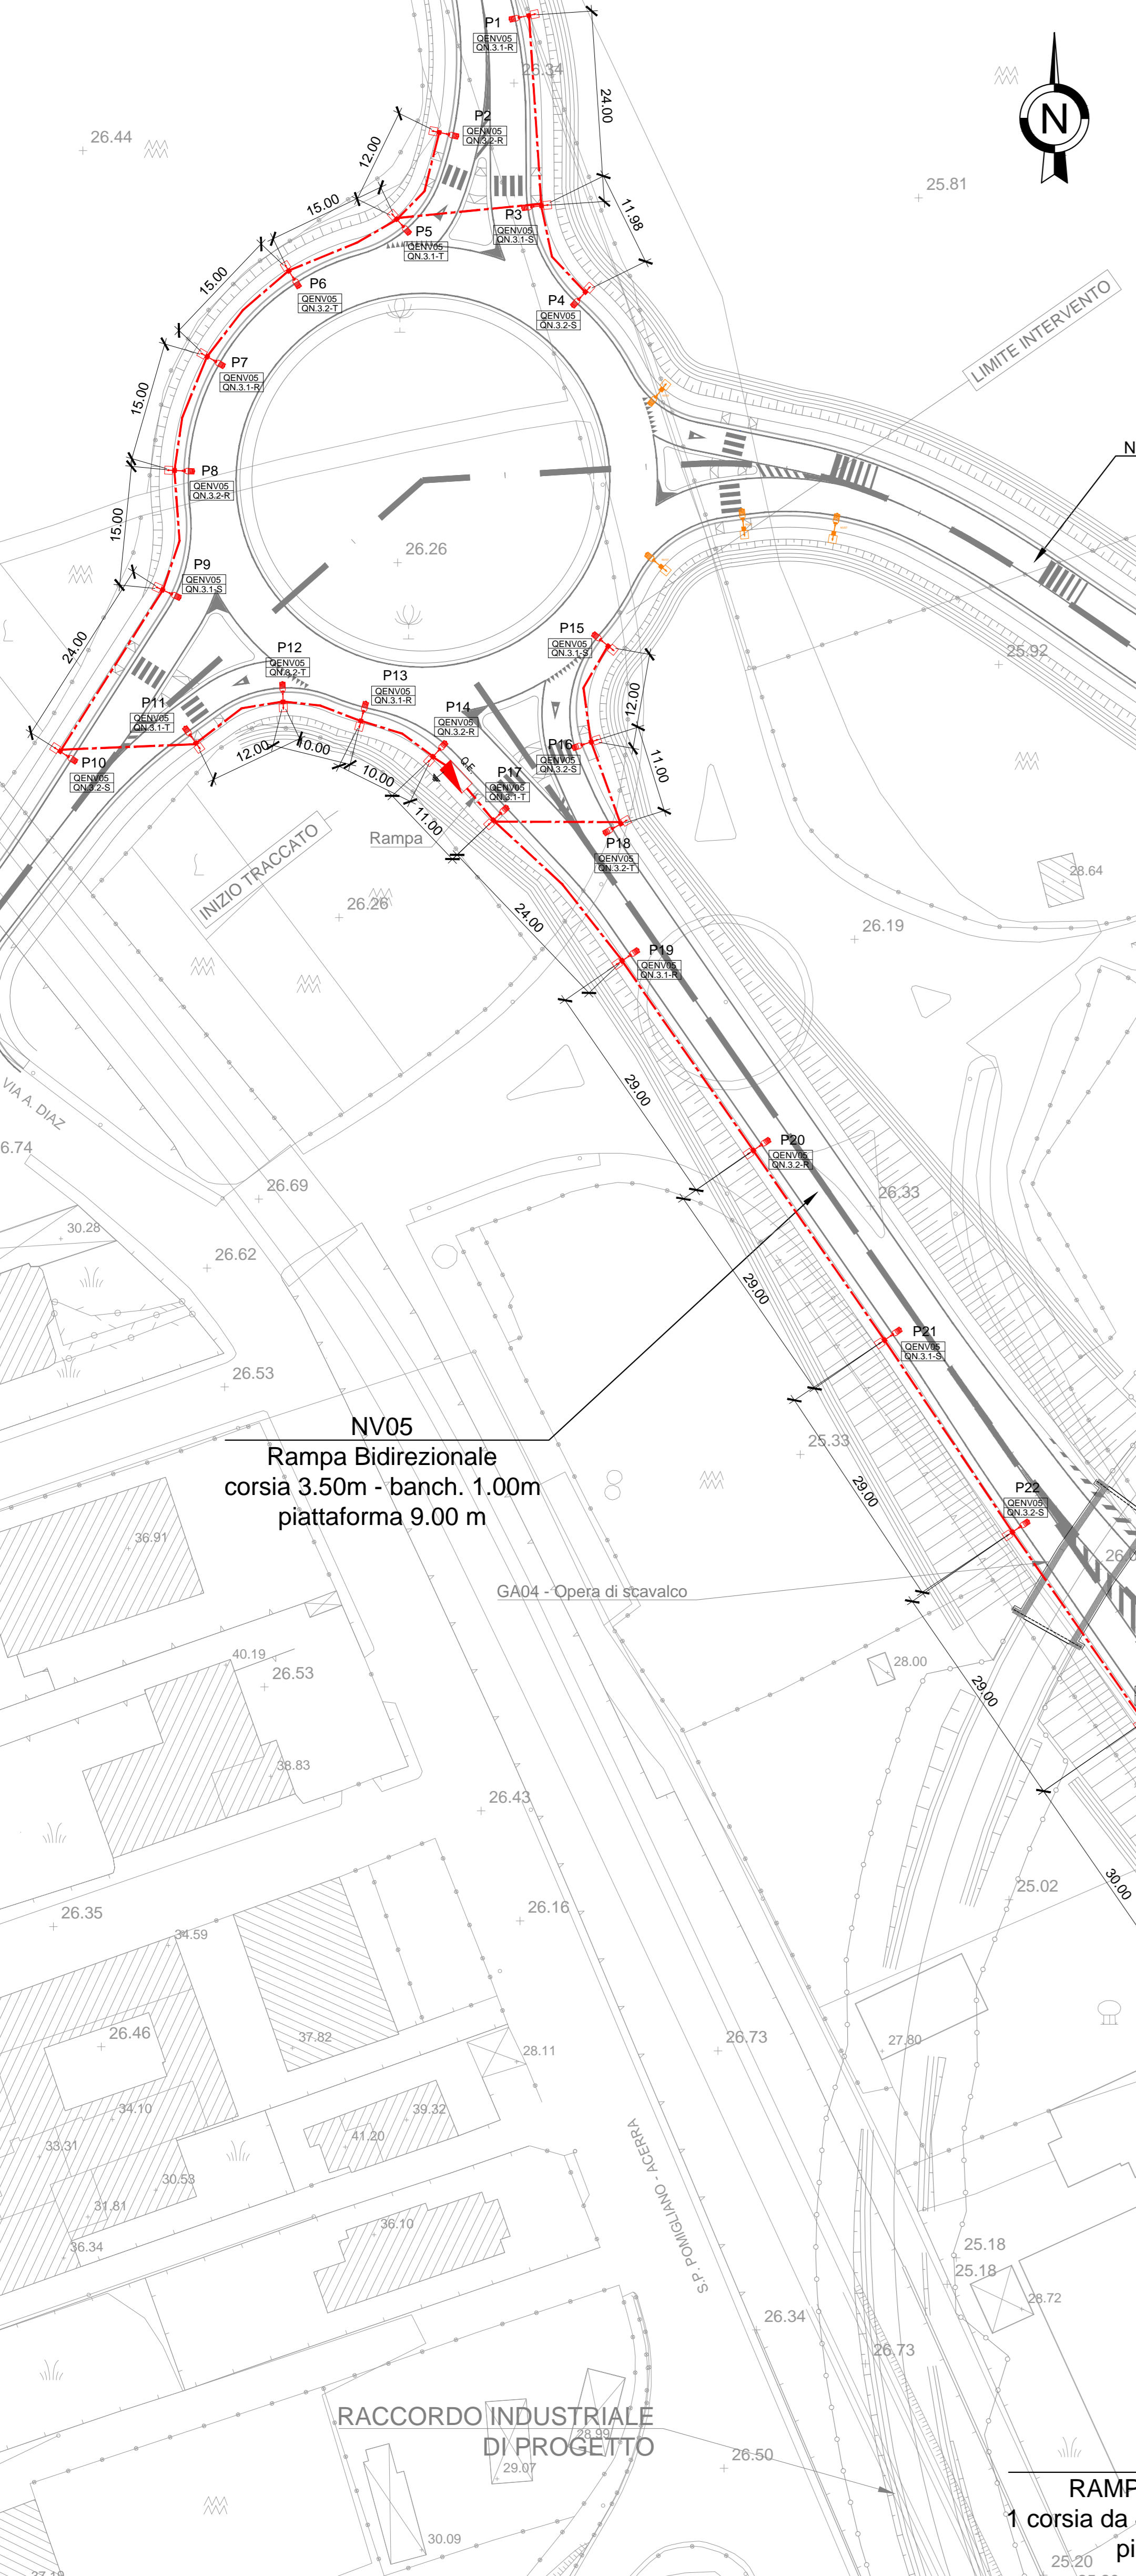 P1
QENV05
QN.3.1-R
26.34
24.00
N
26.44
P2
QENV05
QN.3.2-R
12.00
25.81
15.00
P3
QENV05
QN.3.1-S
11.98
P5
QENV05
QN.3.1-T
15.00
P6
QENV05
QN.3.2-T
P4
QENV05
QN.3.2-S
LIMITE INTERVENTO
P7
QENV05
QN.3.1-R
15.00
N
P8
QENV05
QN.3.2-R
15.00
26.26
P9
QENV05
QN.3.1-S
24.00
P15
QENV05
QN.3.1-S
25.92
P12
QENV05
QN.3.2-T
P13
QENV05
QN.3.1-R
P11
QENV05
QN.3.1-T
P14
QENV05
QN.3.2-R
12.00
P16
QENV05
QN.3.2-S
P10
QENV05
QN.3.2-S
12.00
10.00
10.00
Q.E.
P17
QENV05
QN.3.1-T
11.00
11.00
Rampa
P18
QENV05
QN.3.2-T
INIZIO TRACCATO
28.64
26.26
24.00
26.19
P19
QENV05
QN.3.1-R
VIA A. DIAZ
29.00
6.74
P20
QENV05
QN.3.2-R
26.69
26.33
30.28
26.62
29.00
P21
QENV05
QN.3.1-S
26.53
NV05
Rampa Bidirezionale
corsia 3.50m - banch. 1.00m
piattaforma 9.00 m
25.33
29.00
P22
QENV05
QN.3.2-S
36.91
26.0
GA04 - Opera di scavalco
40.19
26.53
28.00
29.00
38.83
26.43
30.00
25.02
26.35
26.16
34.59
26.46
37.82
28.11
26.73
27.80
34.10
39.32
33.31
41.20
30.53
31.81
36.34
36.10
S.P. POMIGLIANO - ACERRA
25.18
25.18
28.72
26.34
26.73
RACCORDO INDUSTRIALE
DI PROGETTO
28.99
29.07
26.50
RAMP
1 corsia da
pi
30.09
25.20